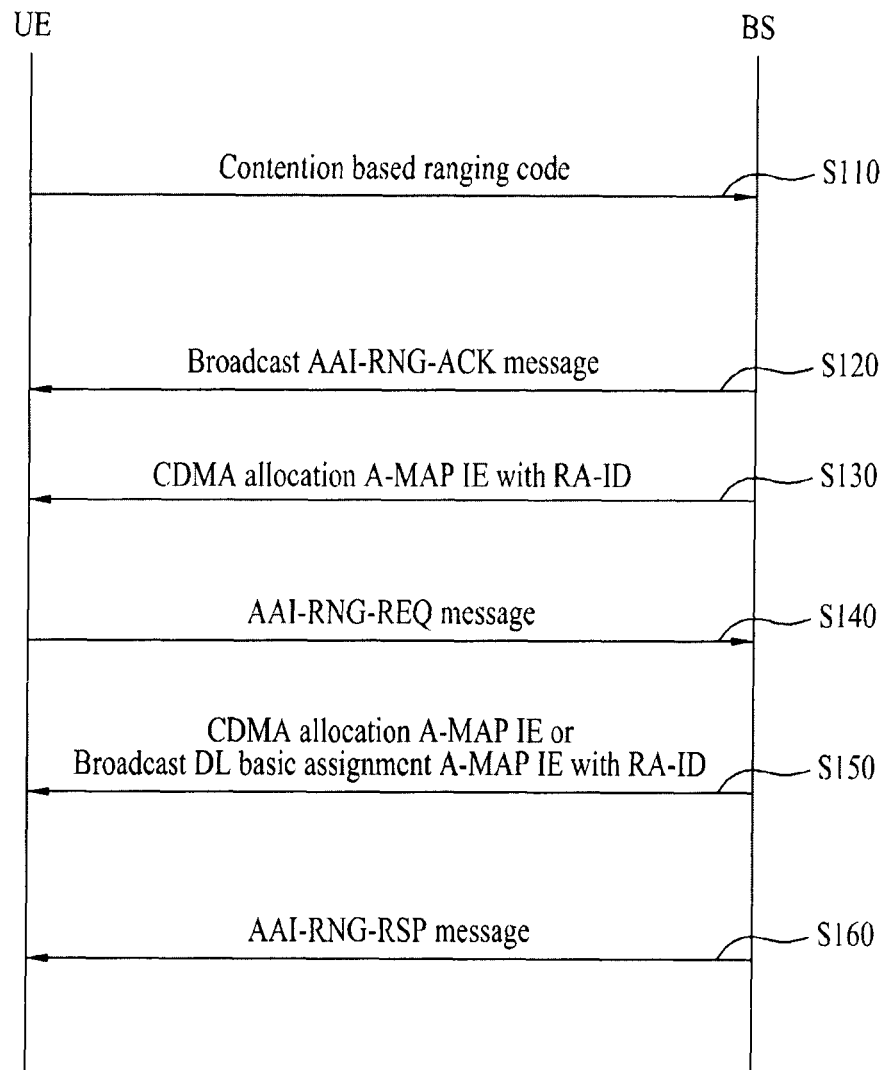 UE
BS
Contention based ranging code
S110
Broadcast AAI-RNG-ACK message
S120
CDMA allocation A-MAP IE with RA-ID
S130
AAI-RNG-REQ message
S140
CDMA allocation A-MAP IE or
Broadcast DL basic assignment A-MAP IE with RA-ID
S150
AAI-RNG-RSP message
S160